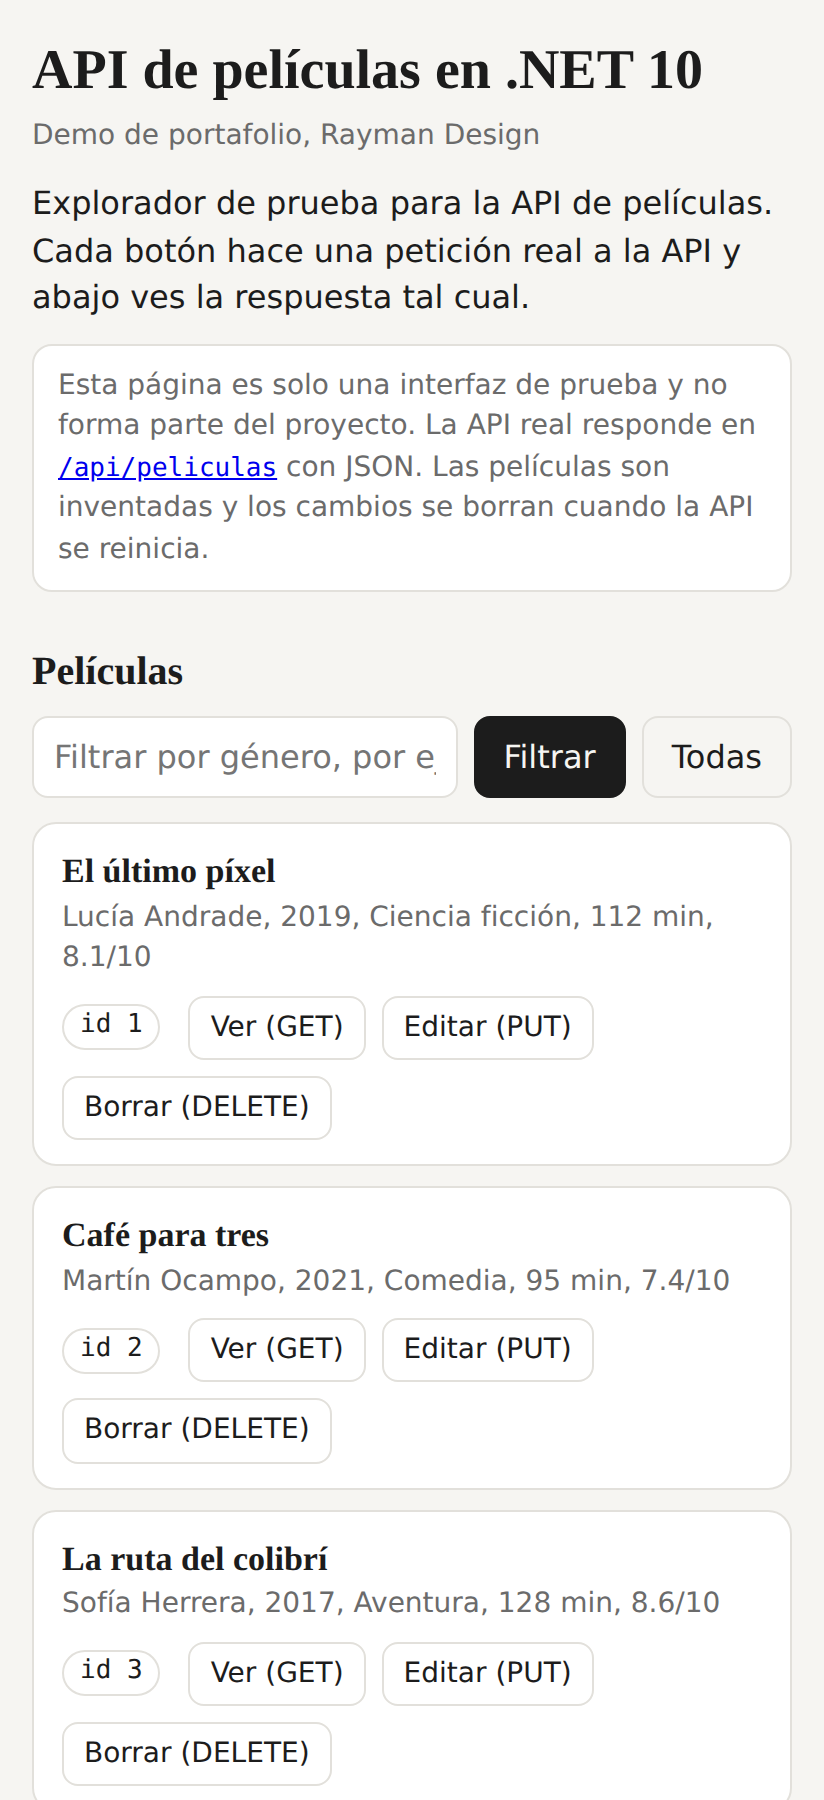 API de películas en .NET 10
Demo de portafolio, Rayman Design
Explorador de prueba para la API de películas.
Cada botón hace una petición real a la API y
abajo ves la respuesta tal cual.
Esta página es solo una interfaz de prueba y no
forma parte del proyecto. La API real responde en
/api/peliculas con JSON. Las películas son
inventadas y los cambios se borran cuando la API
se reinicia.
Películas
Filtrar por género, por e
Filtrar
Todas
El último píxel
Lucía Andrade, 2019, Ciencia ficción, 112 min,
8.1/10
id 1
Ver (GET)
Editar (PUT)
Borrar (DELETE)
Café para tres
Martín Ocampo, 2021, Comedia, 95 min, 7.4/10
id 2
Ver (GET)
Editar (PUT)
Borrar (DELETE)
La ruta del colibrí
Sofía Herrera, 2017, Aventura, 128 min, 8.6/10
id 3
Ver (GET)
Editar (PUT)
Borrar (DELETE)